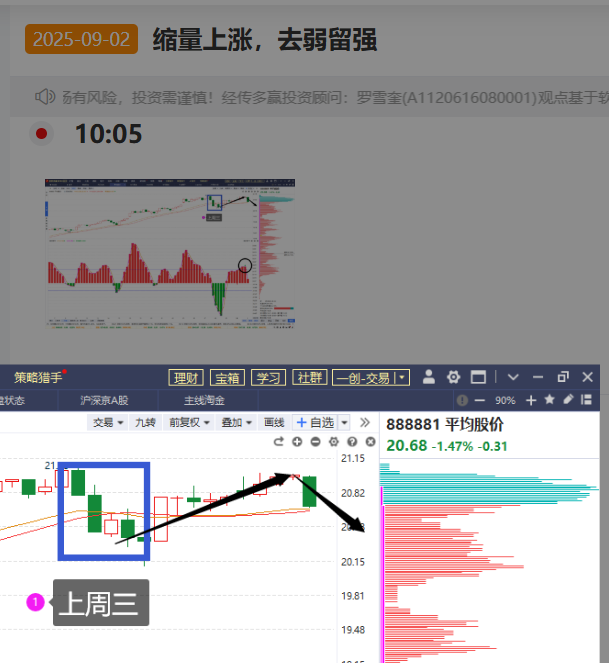 2025-09-02 缩量上涨，去弱留强
场有风险，投资需谨慎！经传多赢投资顾问：罗雪奎(A1120616080001)观点基于软
10:05
策略猎手 理财 宝箱 学习 社群 一创-交易
状态 沪深京A股 主线淘金 90%
交易 九转 前复权 叠加 画线 +自选
888881 平均股价
20.68 -1.47% -0.31
21.15
20.82
20.15
19.81
19.48
1 上周三